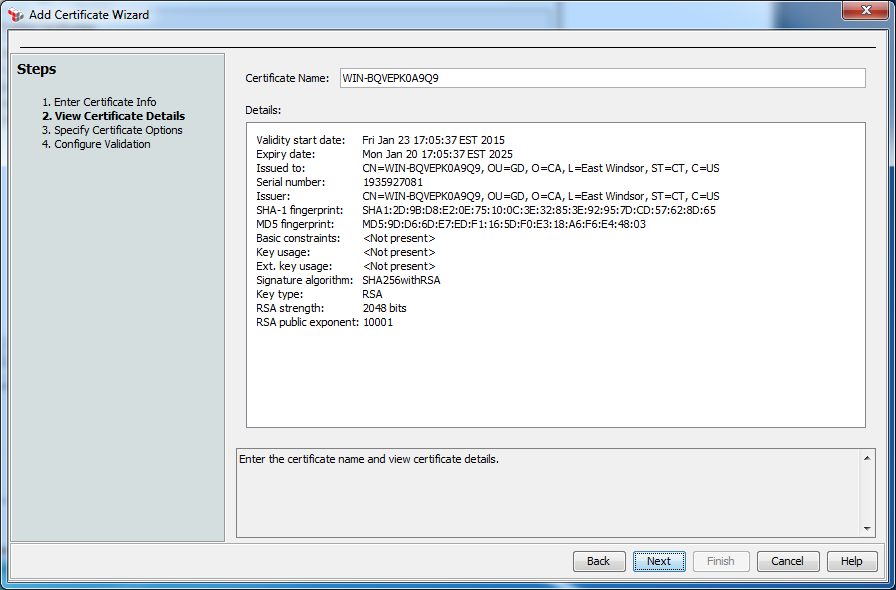 Add Certificate Wizard
Steps
1. Enter Certificate Info
2. View Certificate Details
3. Specify Certificate Options
4. Configure Validation
Certificate Name: WIN-BQVEPK0A9Q9
Details:
Validity start date: Fri Jan 23 17:05:37 EST 2015
Expiry date: Mon Jan 20 17:05:37 EST 2025
Issued to: CN=WIN-BQVEPK0A9Q9, OU=GD, O=CA, L=East Windsor, ST=CT, C=US
Serial number: 1935927081
Issuer: CN=WIN-BQVEPK0A9Q9, OU=GD, O=CA, L=East Windsor, ST=CT, C=US
SHA-1 fingerprint: SHA1:2D:9B:D8:E2:0E:75:10:0C:3E:32:85:3E:92:95:7D:CD:57:62:8D:65
MD5 fingerprint: MD5:9D:D6:6D:E7:ED:F1:16:5D:F0:E3:18:A6:F6:E4:48:03
Basic constraints: <Not present>
Key usage: <Not present>
Ext. key usage: <Not present>
Signature algorithm: SHA256withRSA
Key type: RSA
RSA strength: 2048 bits
RSA public exponent: 10001
Enter the certificate name and view certificate details.
Back Next Finish Cancel Help